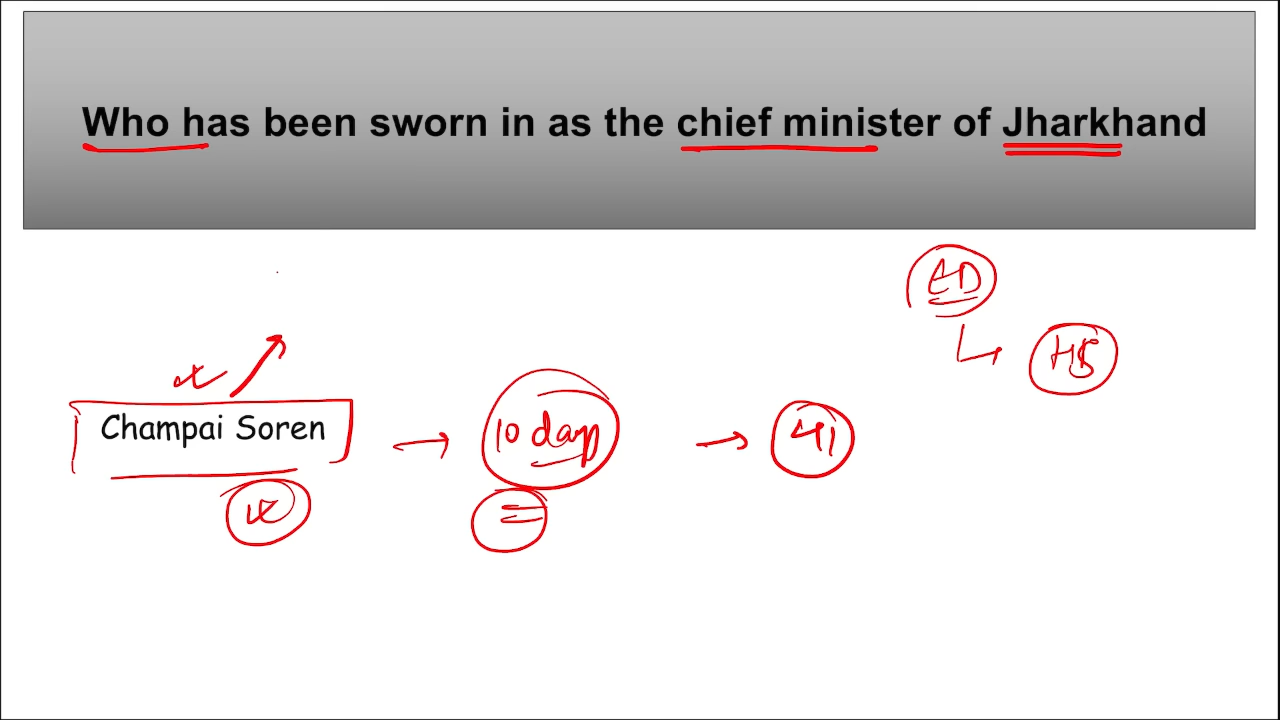 Who has been sworn in as the chief minister of Jharkhand
ED
HS
Champai Soren
10 days
41